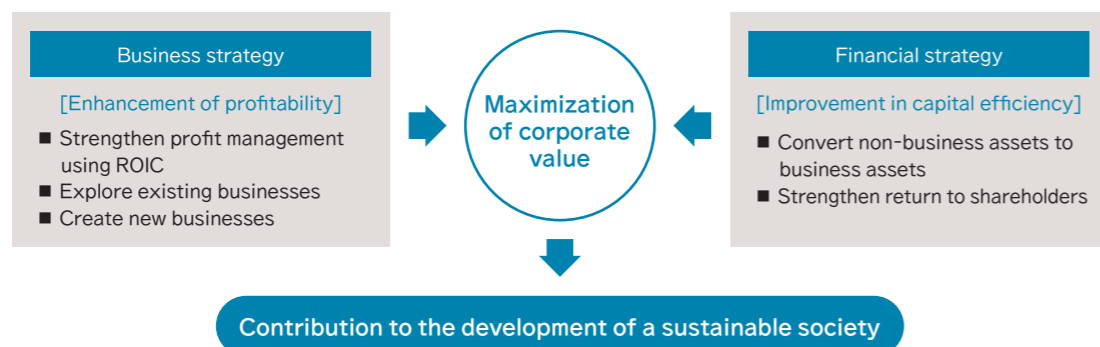 Business strategy
[Enhancement of profitability]
■ Strengthen profit management
using ROIC
■ Explore existing businesses
■ Create new businesses
Maximization
of corporate
value
Financial strategy
[Improvement in capital efficiency]
■ Convert non-business assets to
business assets
■ Strengthen return to shareholders
Contribution to the development of a sustainable society